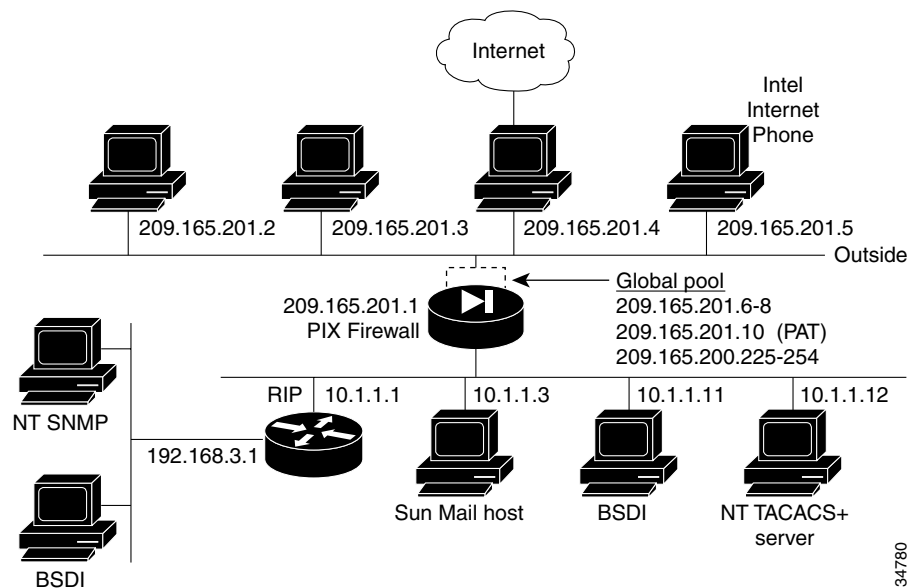 Internet
Intel
Internet
Phone
209.165.201.2
209.165.201.3
209.165.201.4
209.165.201.5
Outside
209.165.201.1
PIX Firewall
Global pool
209.165.201.6-8
209.165.201.10 (PAT)
209.165.200.225-254
NT SNMP
RIP
10.1.1.1
10.1.1.3
10.1.1.11
10.1.1.12
192.168.3.1
Sun Mail host
BSDI
NT TACACS+
server
BSDI
34780